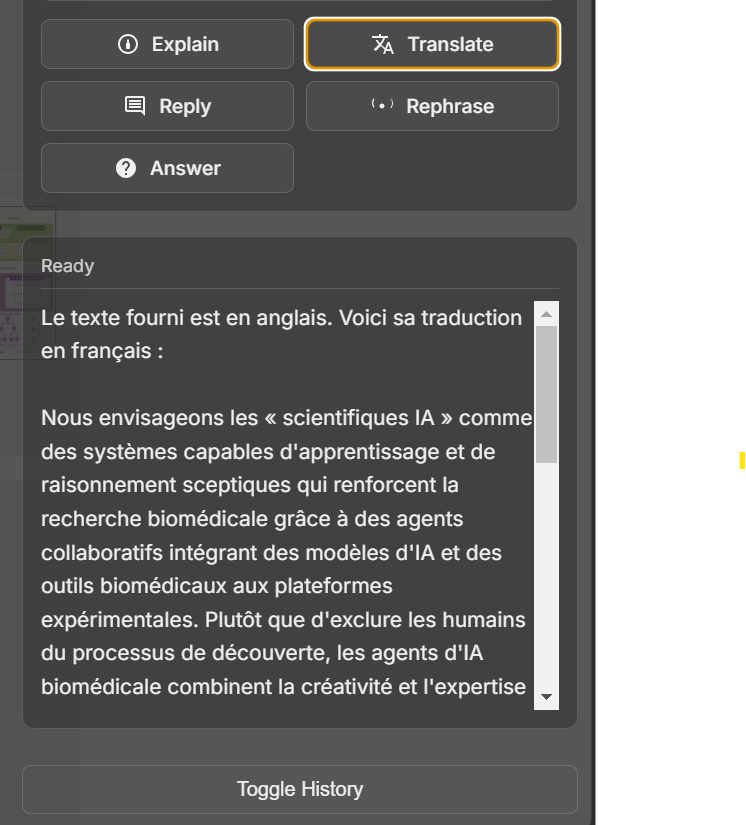 Explain
Translate
Reply
Rephrase
Answer
Ready
Le texte fourni est en anglais. Voici sa traduction
en français :
Nous envisageons les « scientifiques IA » comme
des systèmes capables d'apprentissage et de
raisonnement sceptiques qui renforcent la
recherche biomédicale grâce à des agents
collaboratifs intégrant des modèles d'IA et des
outils biomédicaux aux plateformes
expérimentales. Plutôt que d'exclure les humains
du processus de découverte, les agents d'IA
biomédicale combinent la créativité et l'expertise
Toggle History